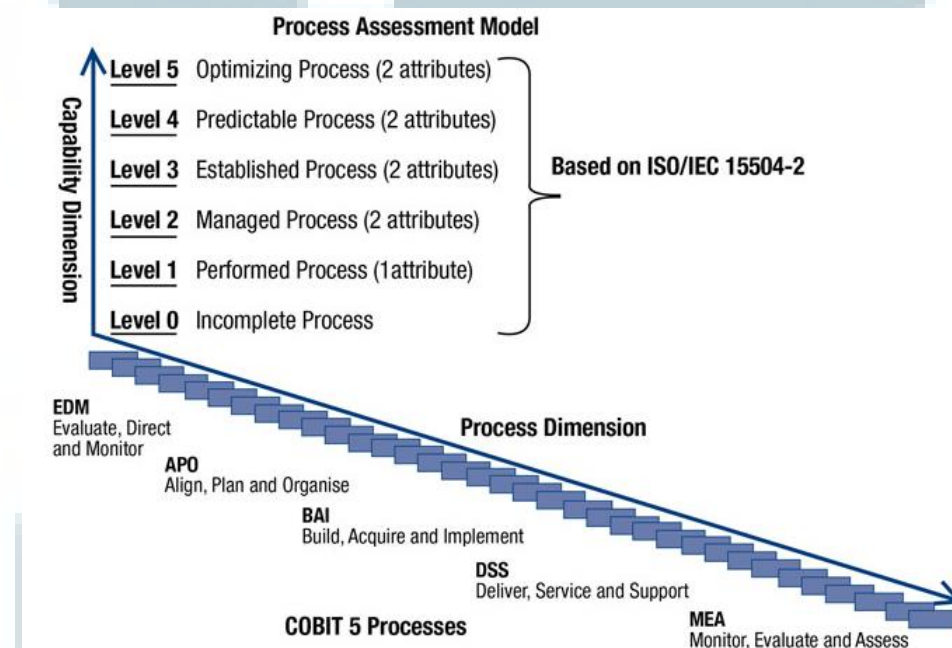 Process Assessment Model
Level 5 Optimizing Process (2 attributes)
Level 4 Predictable Process (2 attributes)
Level 3 Established Process (2 attributes)
Level 2 Managed Process (2 attributes)
Level 1 Performed Process (1attribute)
Level 0 Incomplete Process
Capability Dimension
Based on ISO/IEC 15504-2
Process Dimension
EDM
Evaluate, Direct
and Monitor
APO
Align, Plan and Organise
BAI
Build, Acquire and Implement
DSS
Deliver, Service and Support
MEA
Monitor, Evaluate and Assess
COBIT 5 Processes